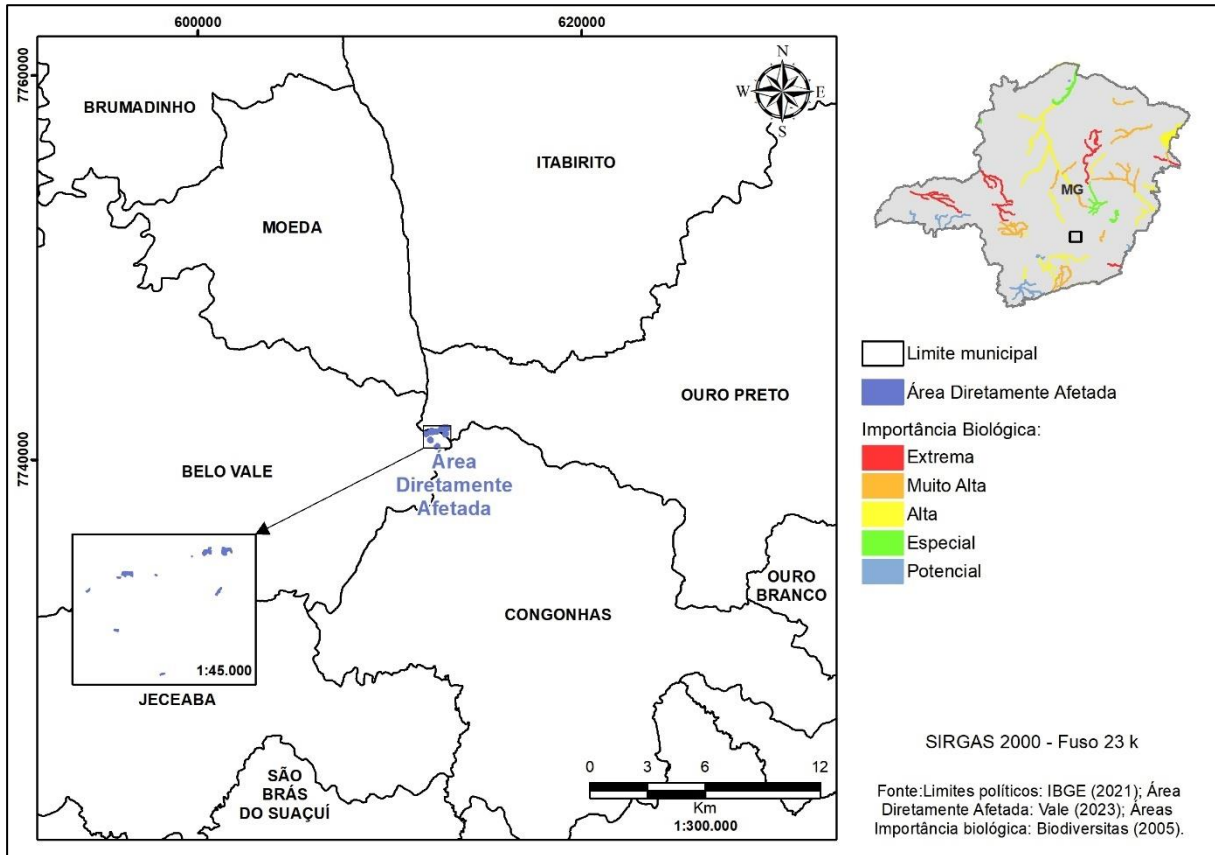 600000
620000
7760000
7740000
N
W
E
S
BRUMADINHO
ITABIRITO
MOEDA
OURO PRETO
BELO VALE
Área
Diretamente
Afetada
OURO
BRANCO
CONGONHAS
1:45.000
JECEABA
SÃO
BRÁS
DO SUAÇUÍ
0
3
6
12
Km
1:300.000
MG
Limite municipal
Área Diretamente Afetada
Importância Biológica:
Extrema
Muito Alta
Alta
Especial
Potencial
SIRGAS 2000 - Fuso 23 k
Fonte:Limites políticos: IBGE (2021); Área
Diretamente Afetada: Vale (2023); Áreas
Importância biológica: Biodiversitas (2005).